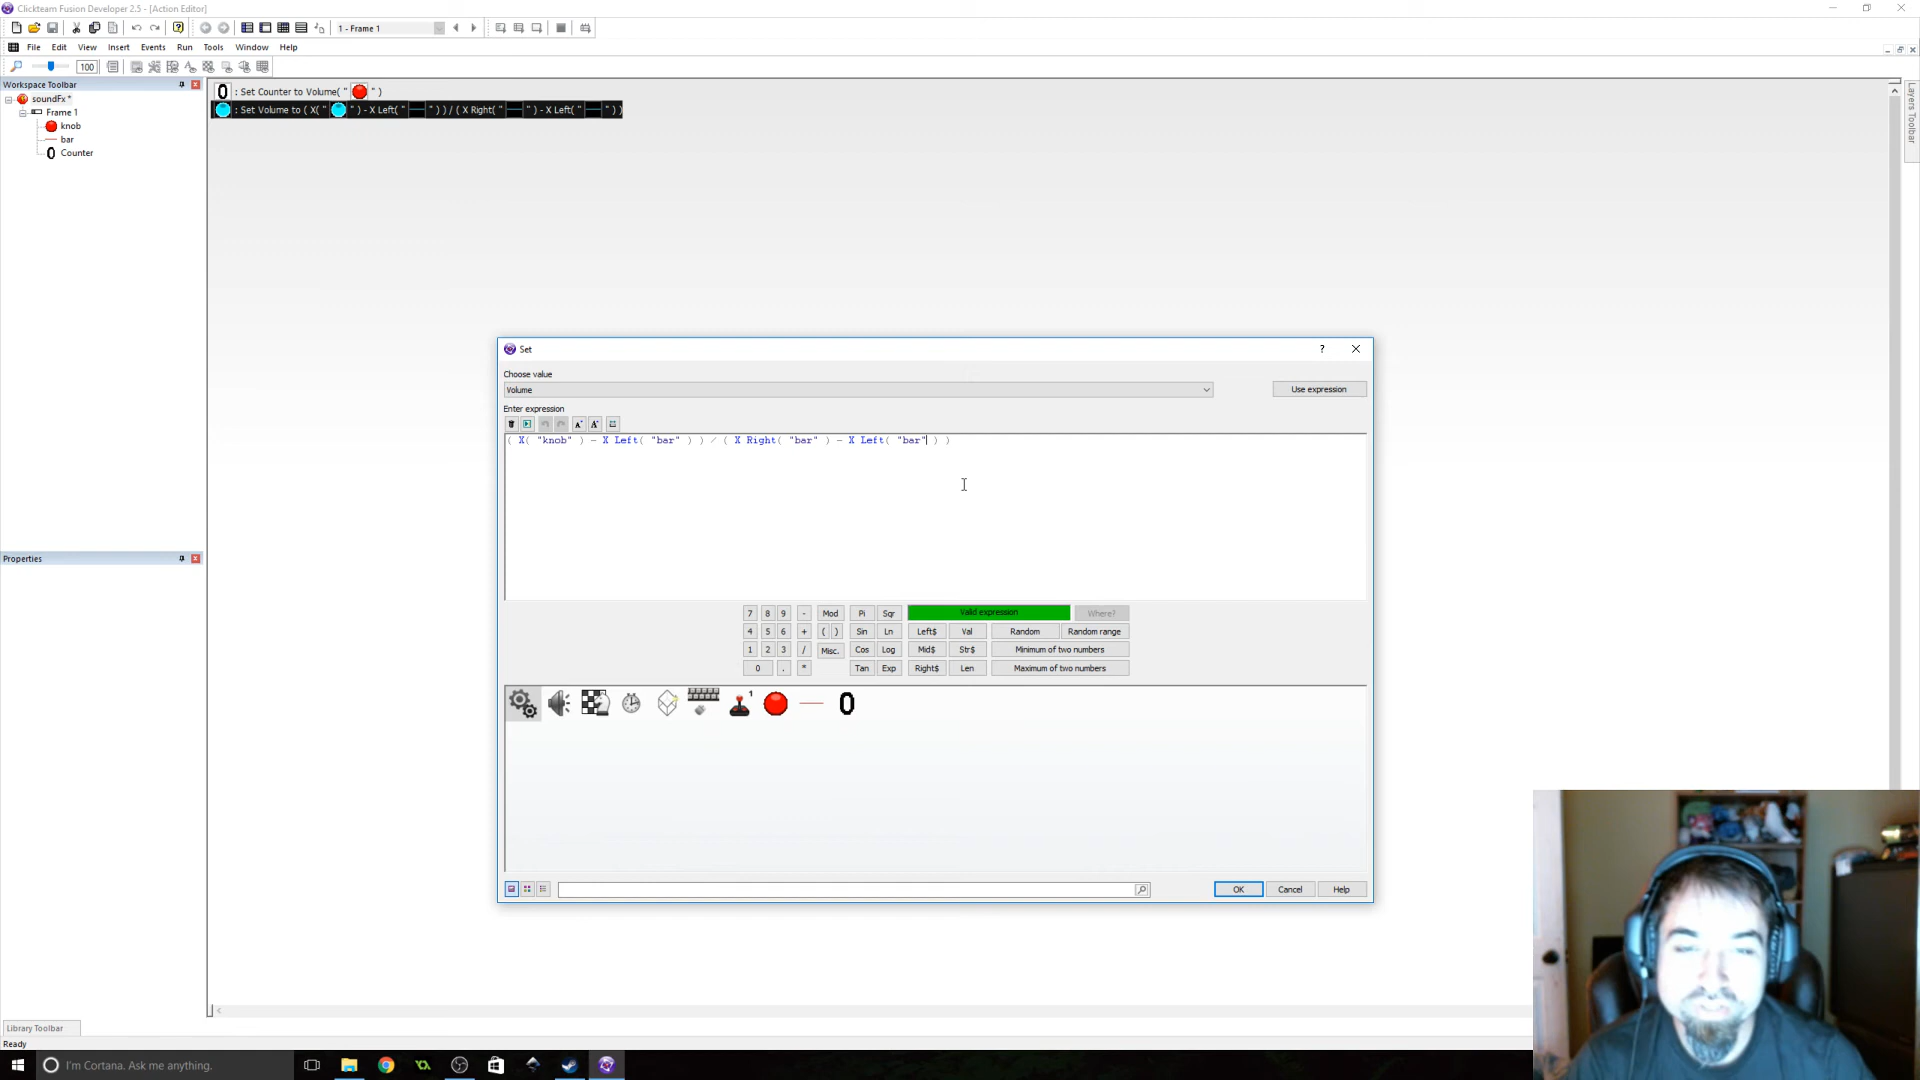 Clickteam Fusion Developer 2.5 - [Action Editor]
1 - Frame 1
File Edit View Insert Events Run Tools Window Help
100
Workspace Toolbar
soundFx *
Frame 1
knob
bar
Counter
0 : Set Counter to Volume( " " )
: Set Volume to ( X( " " ) - X Left( " " ) ) / ( X Right( " " ) - X Left( " " ) )
Layers Toolbar
Properties
Set
?
Choose value
Volume
Use expression
Enter expression
( X( "knob" ) - X Left( "bar" ) ) / ( X Right( "bar" ) - X Left( "bar" ) )
7 8 9 - Mod Pi Sqr Valid expression Where?
4 5 6 + ( ) Sin Ln Left$ Val Random Random range
1 2 3 / Misc. Cos Log Mid$ Str$ Minimum of two numbers
0 . * Tan Exp Right$ Len Maximum of two numbers
1
0
OK Cancel Help
Library Toolbar
Ready
I'm Cortana. Ask me anything.